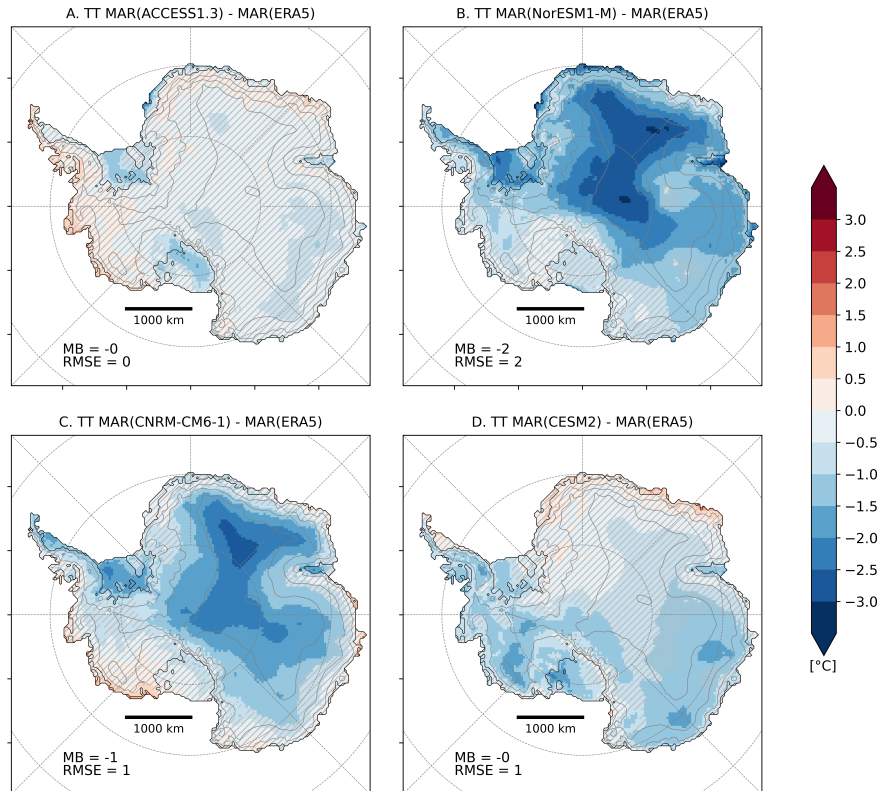 A. TT MAR(ACCESS1.3) - MAR(ERA5)
B. TT MAR(NorESM1-M) - MAR(ERA5)
1000 km
MB = -0
RMSE = 0
1000 km
MB = -2
RMSE = 2
C. TT MAR(CNRM-CM6-1) - MAR(ERA5)
D. TT MAR(CESM2) - MAR(ERA5)
1000 km
MB = -1
RMSE = 1
1000 km
MB = -0
RMSE = 1
3.0
2.5
2.0
1.5
1.0
0.5
0.0
−0.5
−1.0
−1.5
−2.0
−2.5
−3.0
[°C]